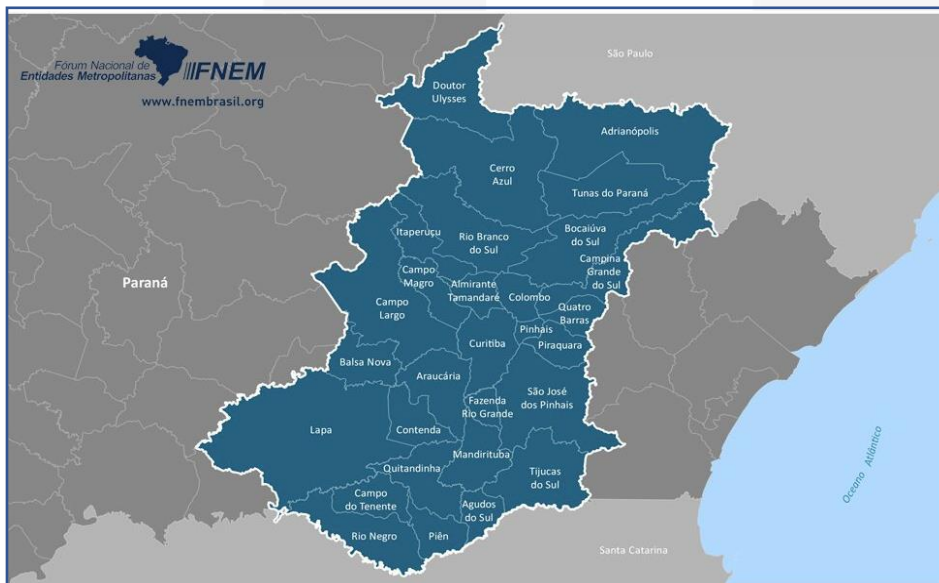 Fórum Nacional de
Entidades Metropolitanas
FNEM
www.fnembrasil.org
São Paulo
Doutor
Ulysses
Adrianópolis
Cerro
Azul
Tunas do Paraná
Itaperuçu
Rio Branco
do Sul
Bocaiúva
do Sul
Campina
Grande
do Sul
Paraná
Campo
Magro
Almirante
Tamandaré
Colombo
Campo
Largo
Quatro
Barras
Pinhais
Curitiba
Piraquara
Balsa Nova
Araucária
São José
dos Pinhais
Fazenda
Rio Grande
Lapa
Contenda
Mandirituba
Quitandinha
Tijucas
do Sul
Campo
do Tenente
Agudos
do Sul
Rio Negro
Piên
Oceano Atlântico
Santa Catarina